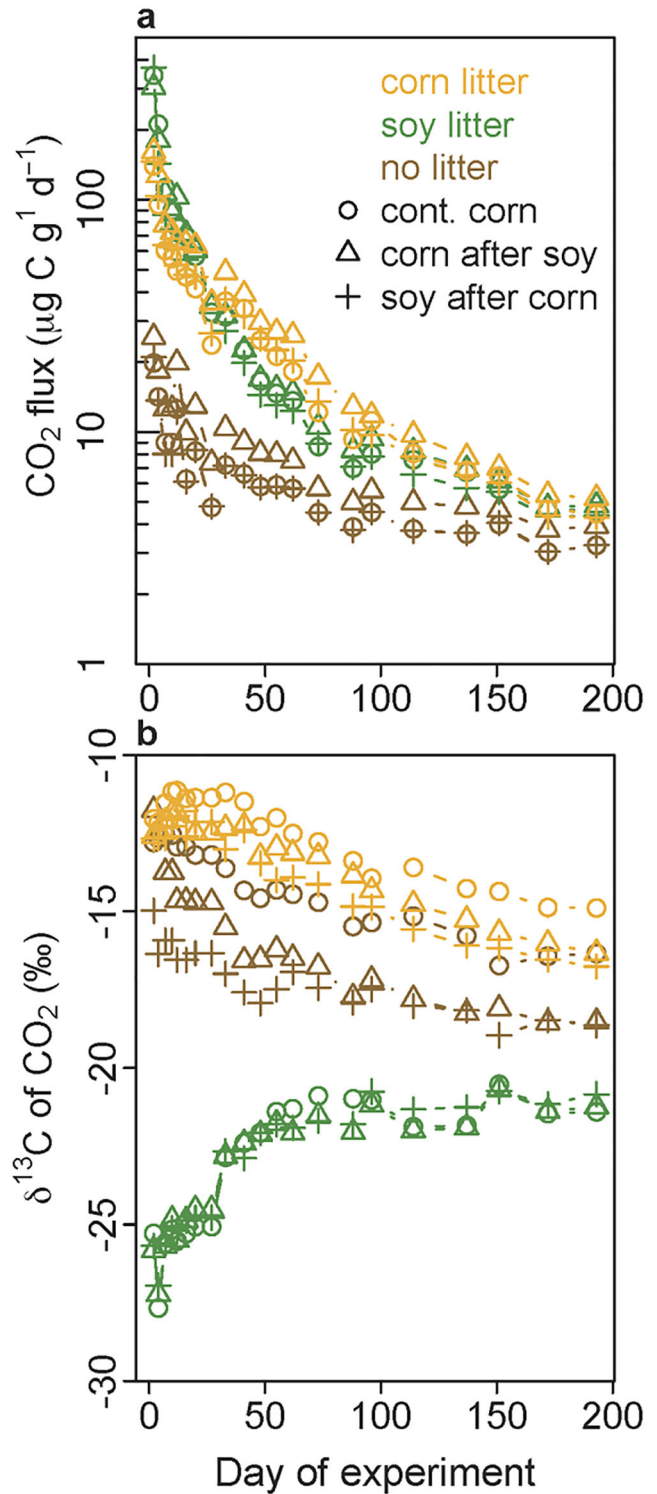 a
corn litter
soy litter
no litter
cont. corn
corn after soy
soy after corn
CO₂ flux (µg C g¹ d⁻¹)
100
10
1
0 50 100 150 200
b
δ¹³C of CO₂ (‰)
-10
-15
-20
-25
-30
0 50 100 150 200
Day of experiment